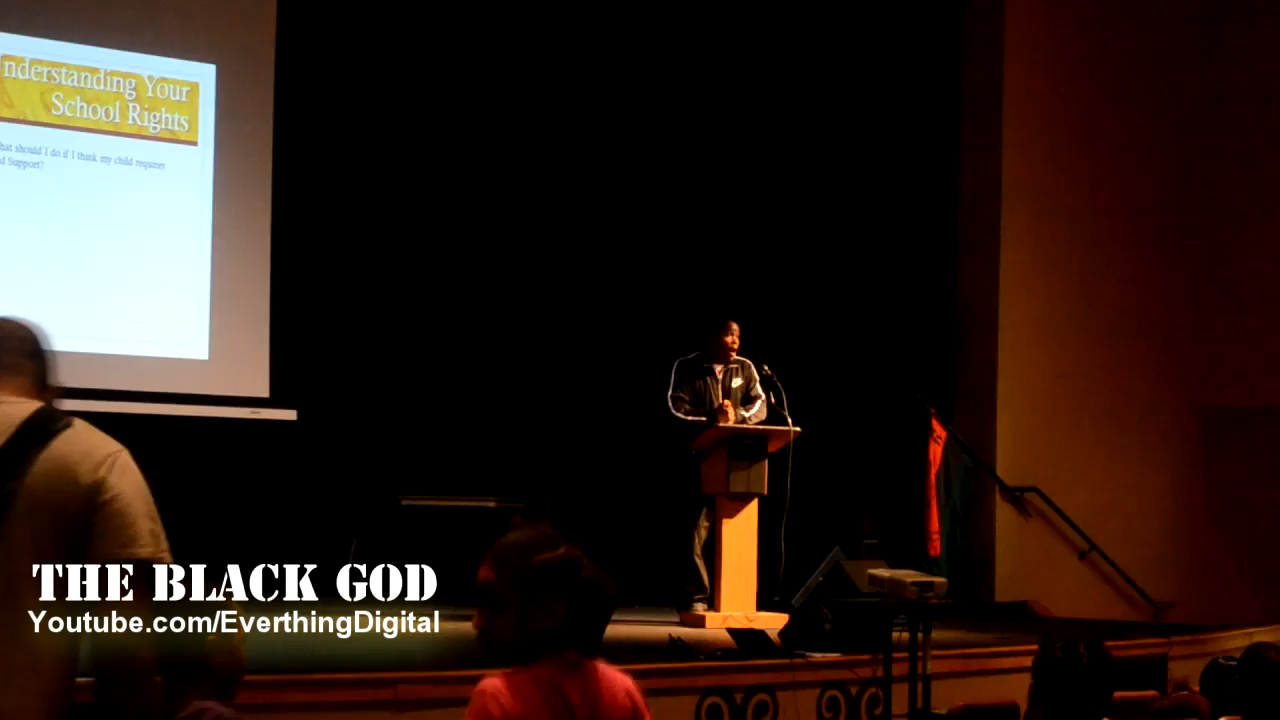 nderstanding Your
School Rights
hat should I do if I think my child requires
d Support?
THE BLACK GOD
Youtube.com/EverthingDigital